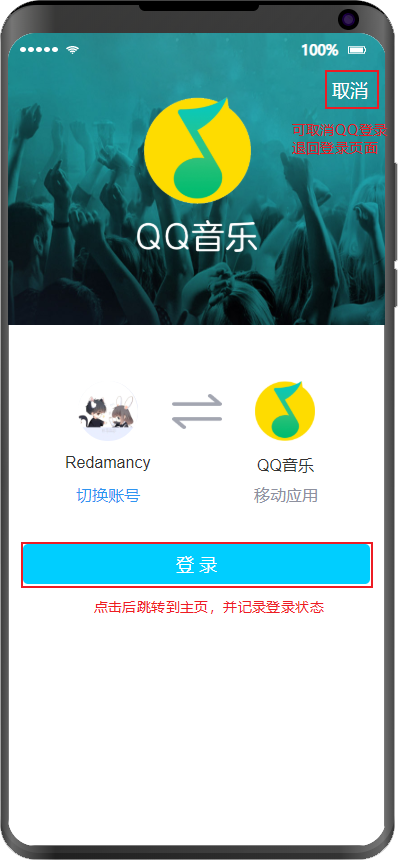 100%
取消
可取消QQ登录
退回登录页面
QQ音乐
Redamancy
QQ音乐
切换账号
移动应用
登录
点击后跳转到主页，并记录登录状态